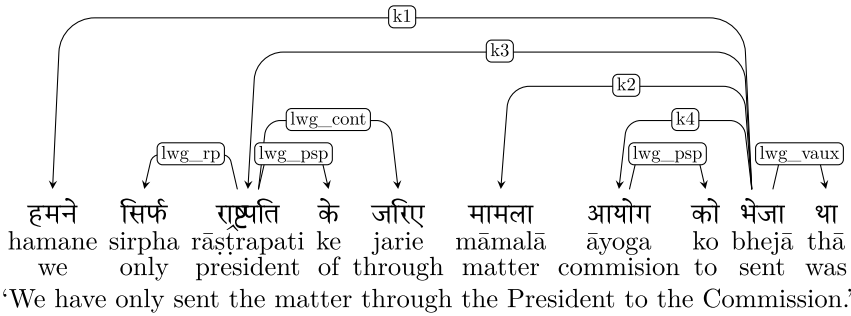 k1
k3
k2
lwg_cont k4
lwg_rp lwg_psp lwg_psp lwg_vaux
हमने सिर्फ राष्ट्रपति के जरिए मामला आयोग को भेजा था
hamane sirpha rāṣṭrapati ke jarie māmalā āyoga ko bhejā thā
we only president of through matter commision to sent was
‘We have only sent the matter through the President to the Commission.’